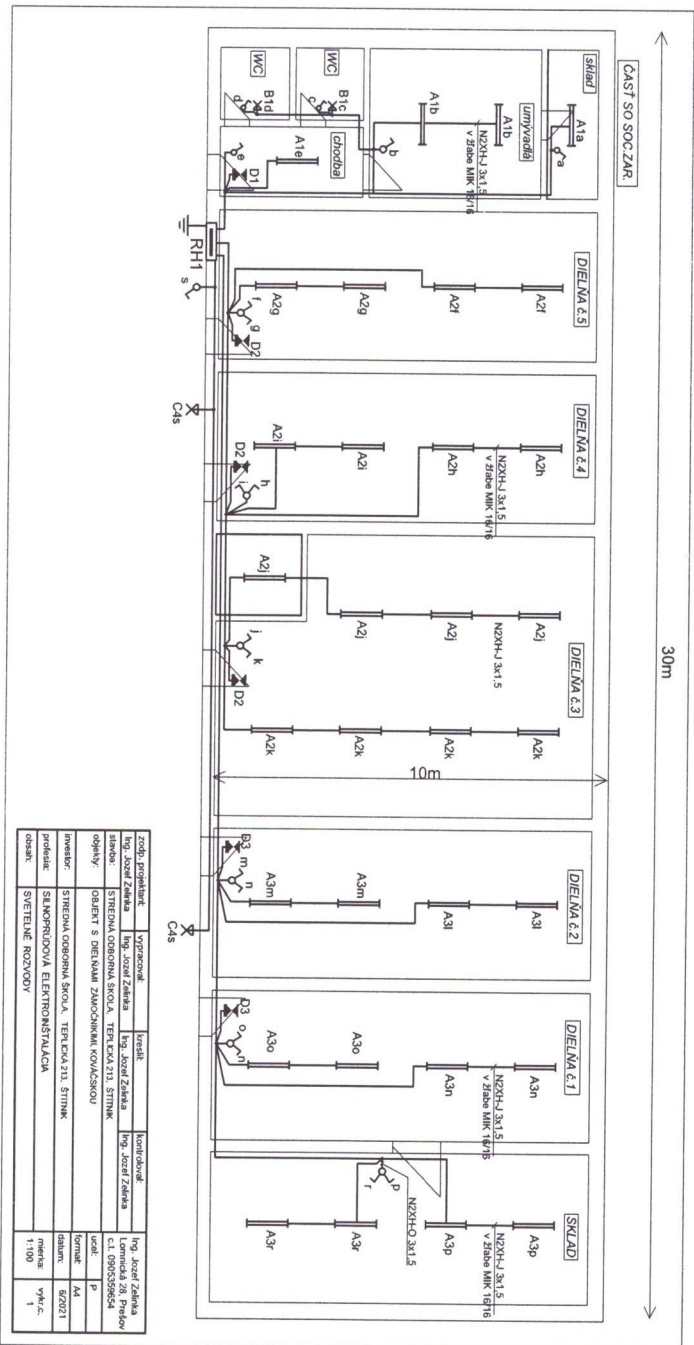 30m
10m
ČASŤ SO SOC.ZAR.
sklad
A1a
a
umývadlá
A1b
A1b
N2XH-J 3x1,5
v žľabe MIK 16/16
b
WC
B1c
c
WC
B1d
d
chodba
A1e
e
D1
RH1
s
DIELŇA č.5
A2f
A2f
A2g
A2g
f
g
D2
C4s
DIELŇA č.4
A2h
A2h
N2XH-J 3x1,5
v žľabe MIK 16/16
A2i
A2i
h
i
D2
DIELŇA č.3
A2j
A2j
A2j
A2j
N2XH-J 3x1,5
j
k
D2
A2k
A2k
A2k
A2k
DIELŇA č.2
A3l
A3l
A3m
A3m
m
n
D3
C4s
DIELŇA č.1
A3n
A3n
N2XH-J 3x1,5
v žľabe MIK 16/16
A3o
A3o
o
n
D3
SKLAD
A3p
A3p
N2XH-J 3x1,5
v žľabe MIK 16/16
p
r
N2XH-O 3x1,5
A3r
A3r
zodp. projektant: vypracoval: kreslil: kontroloval:
Ing. Jozef Zelinka Ing. Jozef Zelinka Ing. Jozef Zelinka Ing. Jozef Zelinka
Ing. Jozef Zelinka
Lomnická 28, Prešov
č.t. 0905359654
stavba: STREDNÁ ODBORNÁ ŠKOLA, TEPLICKÁ 213, ŠTÍTNIK
objekty: OBJEKT S DIELŇAMI ZÁMOČNÍKMI, KOVÁČSKOU
účel: P
formát: A4
investor: STREDNÁ ODBORNÁ ŠKOLA, TEPLICKÁ 213, ŠTÍTNIK
dátum: 6/2021
profesia: SILNOPRÚDOVÁ ELEKTROINŠTALÁCIA
mierka: výkr.č.
1:100 1
obsah: SVETELNÉ ROZVODY